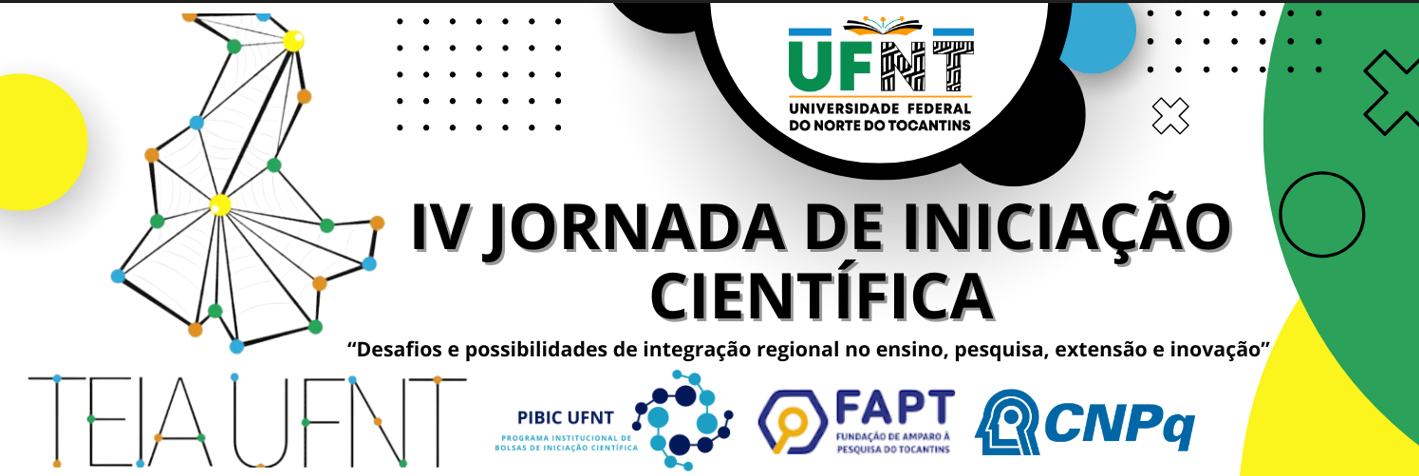 UFNT
UNIVERSIDADE FEDERAL
DO NORTE DO TOCANTINS
IV JORNADA DE INICIAÇÃO
CIENTÍFICA
“Desafios e possibilidades de integração regional no ensino, pesquisa, extensão e inovação”
TEIA UFNT
PIBIC UFNT
PROGRAMA INSTITUCIONAL DE
BOLSAS DE INICIAÇÃO CIENTÍFICA
FAPT
FUNDAÇÃO DE AMPARO À
PESQUISA DO TOCANTINS
CNPq